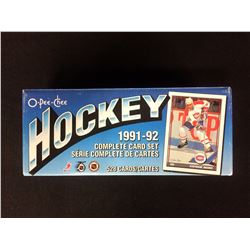 O-Pee-Chee
HOCKEY
1991-92
COMPLETE CARD SET
SÉRIE COMPLÈTE DE CARTES
528 CARDS/CARTES